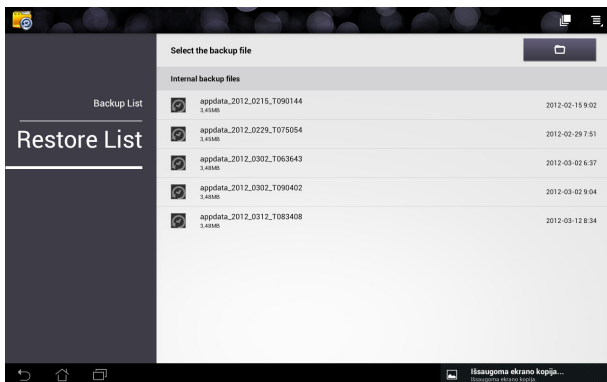 Select the backup file
Internal backup files
Backup List
Restore List
appdata_2012_0215_T090144
3,45MB
2012-02-15 9:02
appdata_2012_0229_T075054
3,45MB
2012-02-29 7:51
appdata_2012_0302_T063643
3,48MB
2012-03-02 6:37
appdata_2012_0302_T090402
3,48MB
2012-03-02 9:04
appdata_2012_0312_T083408
3,48MB
2012-03-12 8:34
Išsaugoma ekrano kopija...
Išsaugoma ekrano kopija.